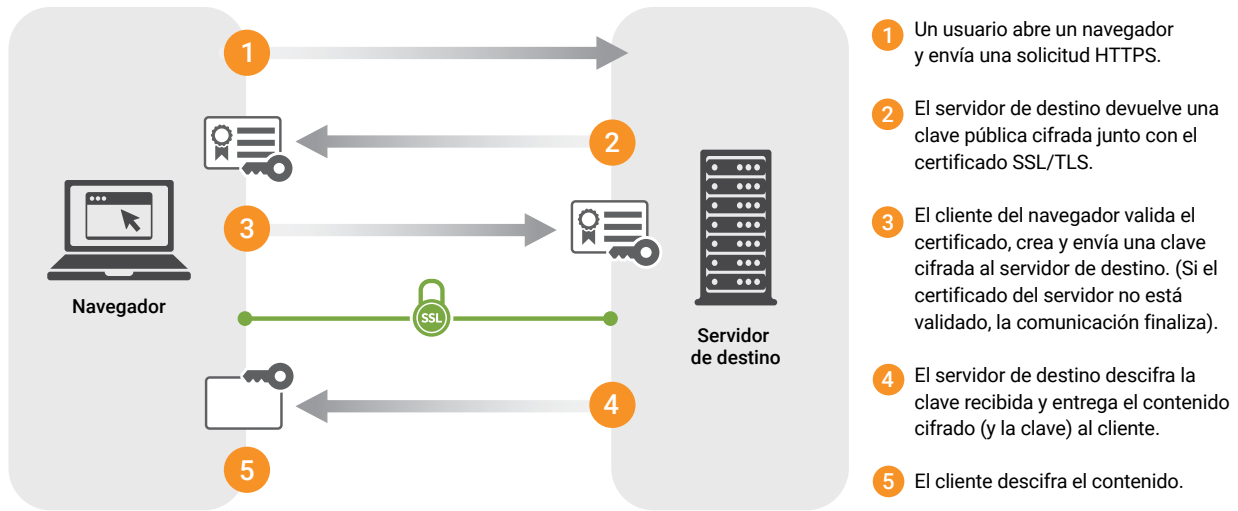 1
2
3
4
5
SSL
Navegador
Servidor
de destino
1 Un usuario abre un navegador
y envía una solicitud HTTPS.
2 El servidor de destino devuelve una
clave pública cifrada junto con el
certificado SSL/TLS.
3 El cliente del navegador valida el
certificado, crea y envía una clave
cifrada al servidor de destino. (Si el
certificado del servidor no está
validado, la comunicación finaliza).
4 El servidor de destino descifra la
clave recibida y entrega el contenido
cifrado (y la clave) al cliente.
5 El cliente descifra el contenido.